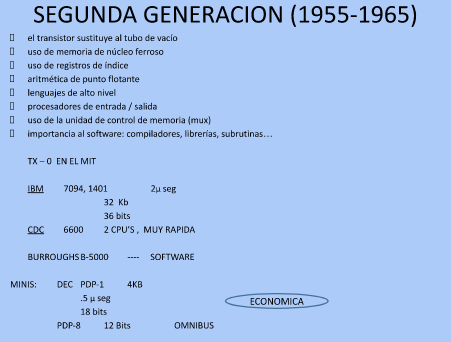 SEGUNDA GENERACION (1955-1965)
el transistor sustituye al tubo de vacío
uso de memoria de núcleo ferroso
uso de registros de índice
aritmética de punto flotante
lenguajes de alto nivel
procesadores de entrada / salida
uso de la unidad de control de memoria (mux)
importancia al software: compiladores, librerías, subrutinas…
TX – 0 EN EL MIT
IBM 7094, 1401 2µ seg
32 Kb
36 bits
CDC 6600 2 CPU'S , MUY RAPIDA
BURROUGHS B-5000 ---- SOFTWARE
MINIS: DEC PDP-1 4KB
.5 µ seg
ECONOMICA
18 bits
PDP-8 12 Bits OMNIBUS